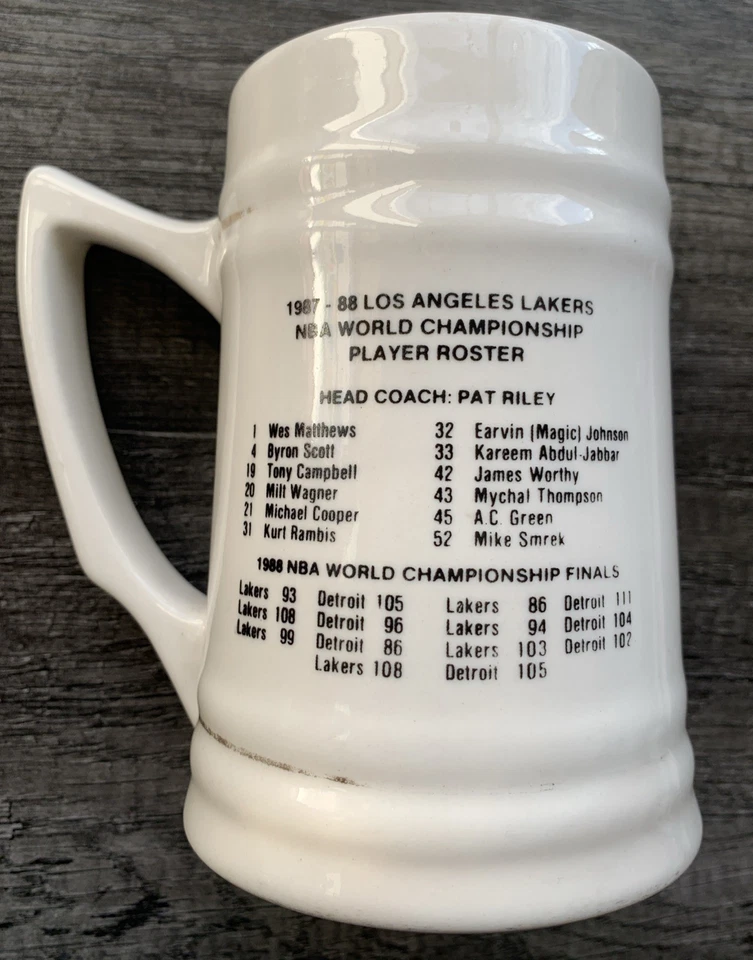 1987 - 88 LOS ANGELES LAKERS
NBA WORLD CHAMPIONSHIP
PLAYER ROSTER
HEAD COACH: PAT RILEY
1 Wes Matthews
4 Byron Scott
19 Tony Campbell
20 Milt Wagner
21 Michael Cooper
31 Kurt Rambis
32 Earvin (Magic) Johnson
33 Kareem Abdul-Jabbar
42 James Worthy
43 Mychal Thompson
45 A.C. Green
52 Mike Smrek
1988 NBA WORLD CHAMPIONSHIP FINALS
Lakers 93 Detroit 105
Lakers 108 Detroit 96
Lakers 99 Detroit 86
Lakers 86 Detroit 111
Lakers 94 Detroit 104
Lakers 103 Detroit 102
Lakers 108 Detroit 105